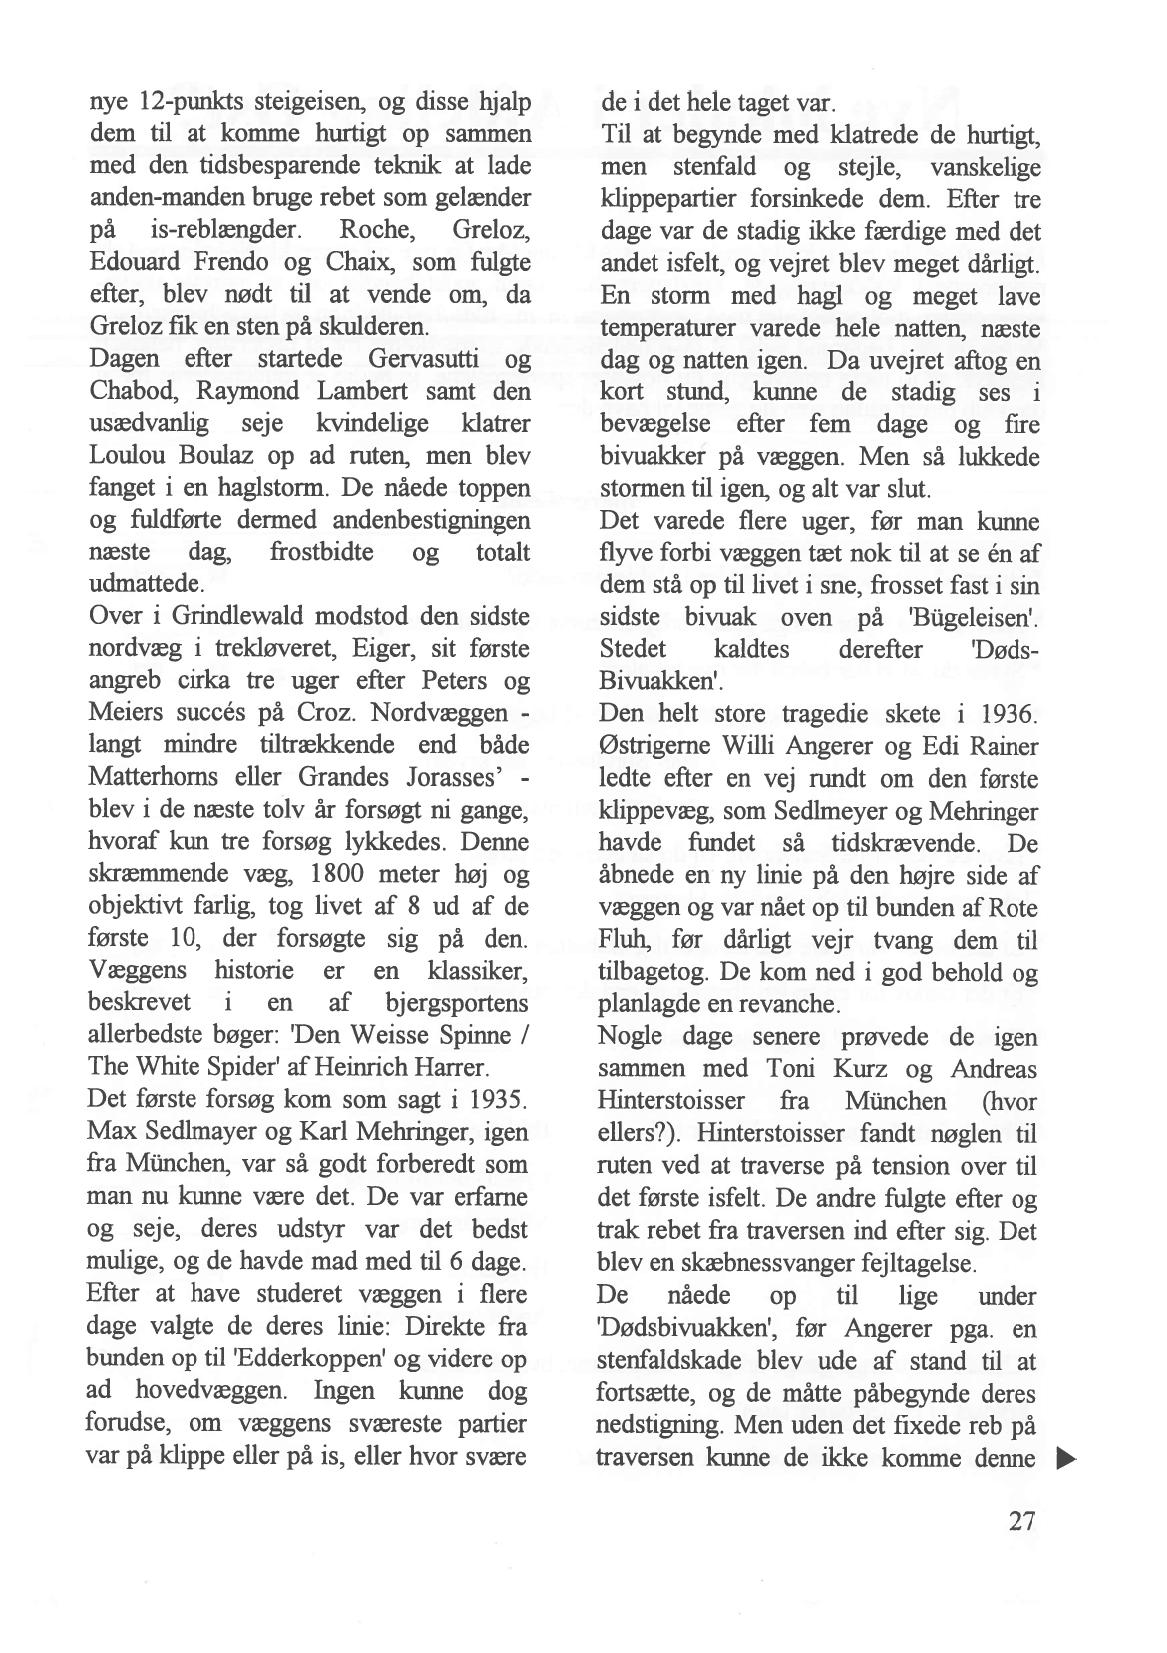 nye 12-punkts steigeisen, og disse hjalp
dem til at komme hurtigt op sammen
med den tidsbesparende teknik at lade
anden-manden bruge rebet som gelænder
på is-reblængder. Roche, Greloz,
Edouard Frendo og Chaix, som fulgte
efter, blev nødt til at vende om, da
Greloz fik en sten på skulderen.
Dagen efter startede Gervasutti og
Chabod, Raymond Lambert samt den
usædvanlig seje kvindelige klatrer
Loulou Boulaz op ad ruten, men blev
fanget i en haglstorm. De nåede toppen
og fuldførte dermed andenbestigningen
næste dag, frostbidte og totalt
udmattede.
Over i Grindlewald modstod den sidste
nordvæg i trekløveret, Eiger, sit første
angreb cirka tre uger efter Peters og
Meiers succés på Croz. Nordvæggen -
langt mindre tiltrækkende end både
Matterhorns eller Grandes Jorasses’ -
blev i de næste tolv år forsøgt ni gange,
hvoraf kun tre forsøg lykkedes. Denne
skræmmende væg, 1800 meter høj og
objektivt farlig, tog livet af 8 ud af de
første 10, der forsøgte sig på den.
Væggens historie er en klassiker,
beskrevet i en af bjergsportens
allerbedste bøger: 'Den Weisse Spinne /
The White Spider' af Heinrich Harrer.
Det første forsøg kom som sagt i 1935.
Max Sedlmayer og Karl Mehringer, igen
fra München, var så godt forberedt som
man nu kunne være det. De var erfarne
og seje, deres udstyr var det bedst
mulige, og de havde mad med til 6 dage.
Efter at have studeret væggen i flere
dage valgte de deres linie: Direkte fra
bunden op til 'Edderkoppen' og videre op
ad hovedvæggen. Ingen kunne dog
forudse, om væggens sværeste partier
var på klippe eller på is, eller hvor svære
de i det hele taget var.
Til at begynde med klatrede de hurtigt,
men stenfald og stejle, vanskelige
klippepartier forsinkede dem. Efter tre
dage var de stadig ikke færdige med det
andet isfelt, og vejret blev meget dårligt.
En storm med hagl og meget lave
temperaturer varede hele natten, næste
dag og natten igen. Da uvejret aftog en
kort stund, kunne de stadig ses i
bevægelse efter fem dage og fire
bivuakker på væggen. Men så lukkede
stormen til igen, og alt var slut.
Det varede flere uger, før man kunne
flyve forbi væggen tæt nok til at se én af
dem stå op til livet i sne, frosset fast i sin
sidste bivuak oven på 'Bügeleisen'.
Stedet kaldtes derefter 'Døds-
Bivuakken'.
Den helt store tragedie skete i 1936.
Østrigerne Willi Angerer og Edi Rainer
ledte efter en vej rundt om den første
klippevæg, som Sedlmeyer og Mehringer
havde fundet så tidskrævende. De
åbnede en ny linie på den højre side af
væggen og var nået op til bunden af Rote
Fluh, før dårligt vejr tvang dem til
tilbagetog. De kom ned i god behold og
planlagde en revanche.
Nogle dage senere prøvede de igen
sammen med Toni Kurz og Andreas
Hinterstoisser fra München (hvor
ellers?). Hinterstoisser fandt nøglen til
ruten ved at traverse på tension over til
det første isfelt. De andre fulgte efter og
trak rebet fra traversen ind efter sig. Det
blev en skæbnessvanger fejltagelse.
De nåede op til lige under
'Dødsbivuakken', før Angerer pga. en
stenfaldskade blev ude af stand til at
fortsætte, og de måtte påbegynde deres
nedstigning. Men uden det fixede reb på
traversen kunne de ikke komme denne ►
27